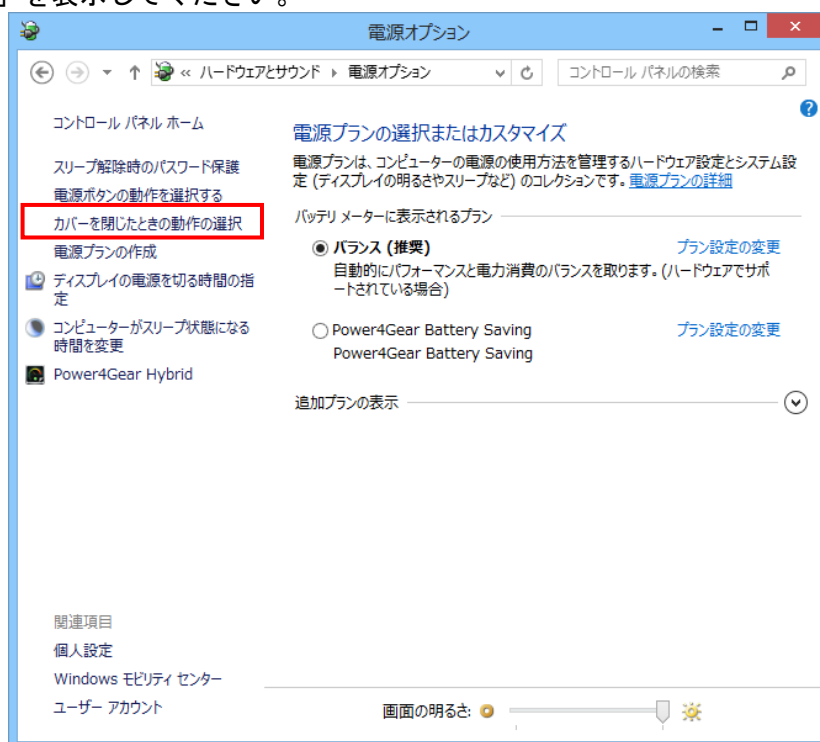 」を表示してください。
電源オプション
« ハードウェアとサウンド ▸ 電源オプション
コントロール パネルの検索
コントロール パネル ホーム
スリープ解除時のパスワード保護
電源ボタンの動作を選択する
カバーを閉じたときの動作の選択
電源プランの作成
ディスプレイの電源を切る時間の指
定
コンピューターがスリープ状態になる
時間を変更
Power4Gear Hybrid
電源プランの選択またはカスタマイズ
電源プランは、コンピューターの電源の使用方法を管理するハードウェア設定とシステム設
定 (ディスプレイの明るさやスリープなど) のコレクションです。電源プランの詳細
バッテリ メーターに表示されるプラン
バランス (推奨) プラン設定の変更
自動的にパフォーマンスと電力消費のバランスを取ります。(ハードウェアでサポ
ートされている場合)
Power4Gear Battery Saving プラン設定の変更
Power4Gear Battery Saving
追加プランの表示
関連項目
個人設定
Windows モビリティ センター
ユーザー アカウント
画面の明るさ: